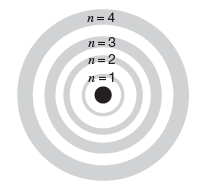 n = 4
n = 3
n = 2
n = 1